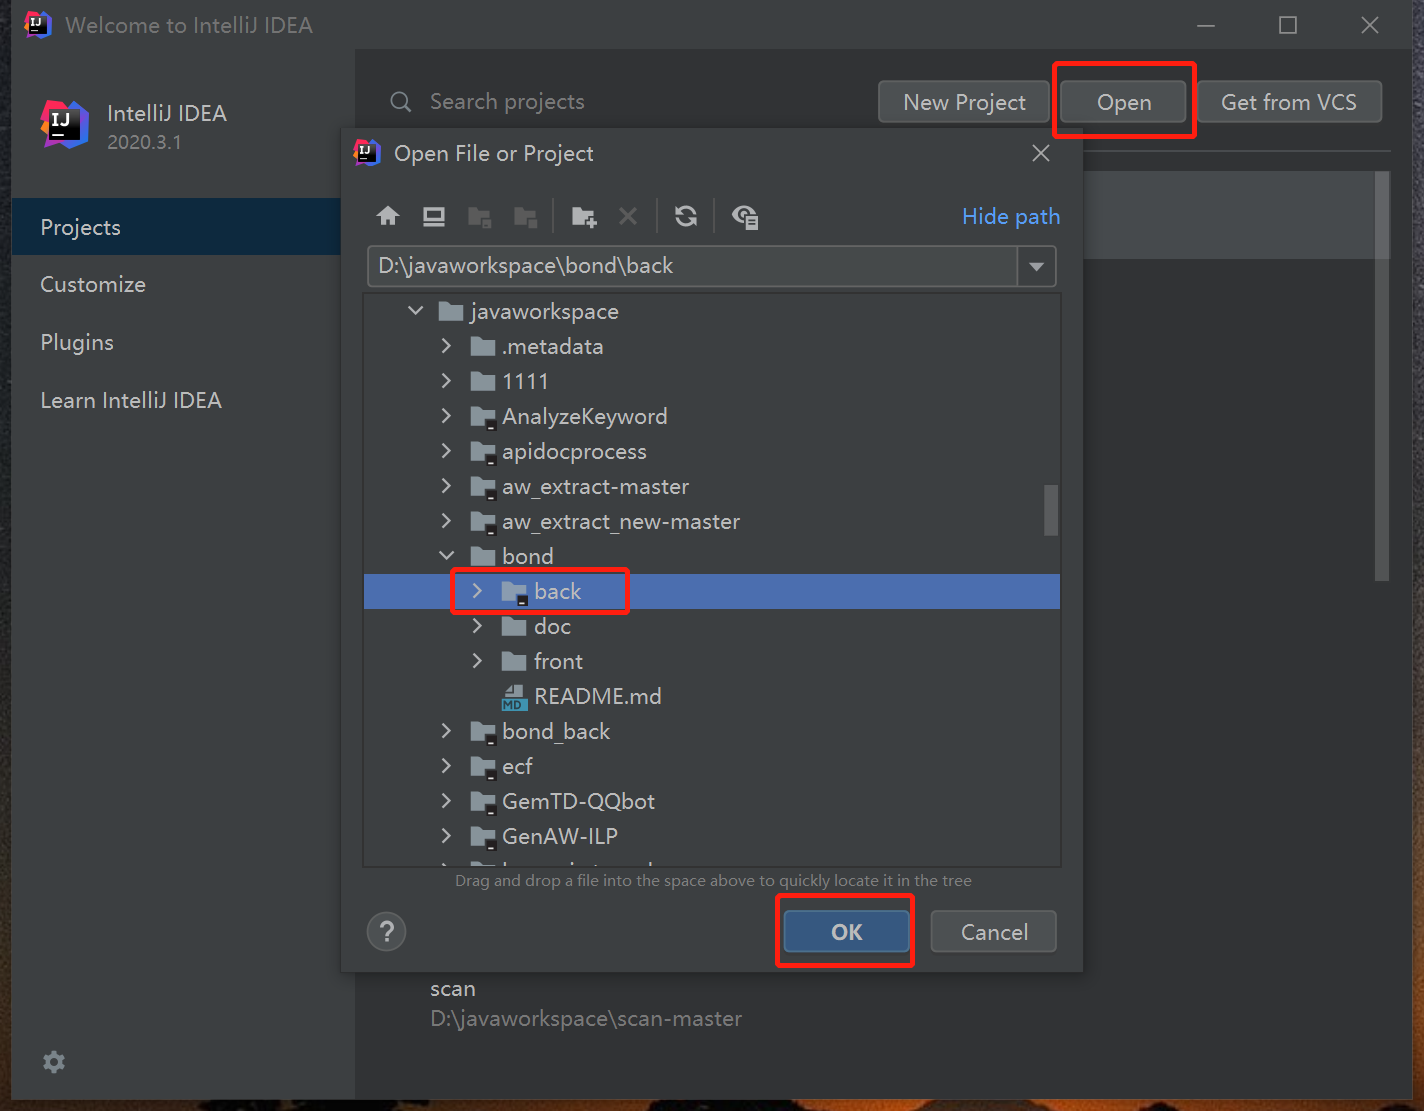 Welcome to IntelliJ IDEA
IntelliJ IDEA
2020.3.1
Search projects
New Project
Open
Get from VCS
Projects
Customize
Plugins
Learn IntelliJ IDEA
Open File or Project
Hide path
D:\javaworkspace\bond\back
javaworkspace
.metadata
1111
AnalyzeKeyword
apidocprocess
aw_extract-master
aw_extract_new-master
bond
back
doc
front
README.md
bond_back
ecf
GemTD-QQbot
GenAW-ILP
Drag and drop a file into the space above to quickly locate it in the tree
?
OK
Cancel
scan
D:\javaworkspace\scan-master